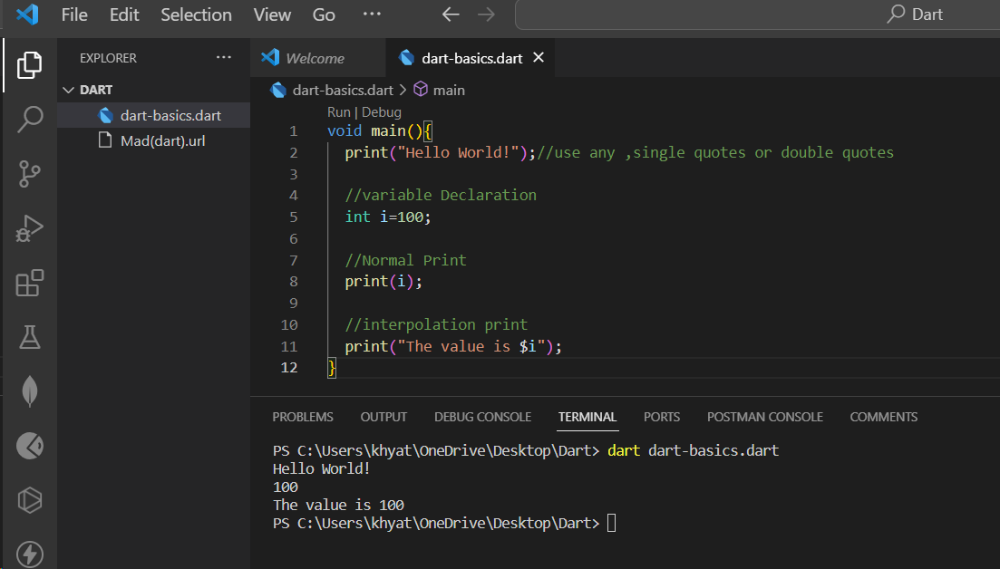 File Edit Selection View Go ··· Dart
EXPLORER ···
DART
dart-basics.dart
Mad(dart).url
Welcome dart-basics.dart
dart-basics.dart > main
Run | Debug
1 void main(){
2 print("Hello World!");//use any ,single quotes or double quotes
3
4 //variable Declaration
5 int i=100;
6
7 //Normal Print
8 print(i);
9
10 //interpolation print
11 print("The value is $i");
12 }
PROBLEMS OUTPUT DEBUG CONSOLE TERMINAL PORTS POSTMAN CONSOLE COMMENTS
PS C:\Users\khyat\OneDrive\Desktop\Dart> dart dart-basics.dart
Hello World!
100
The value is 100
PS C:\Users\khyat\OneDrive\Desktop\Dart>